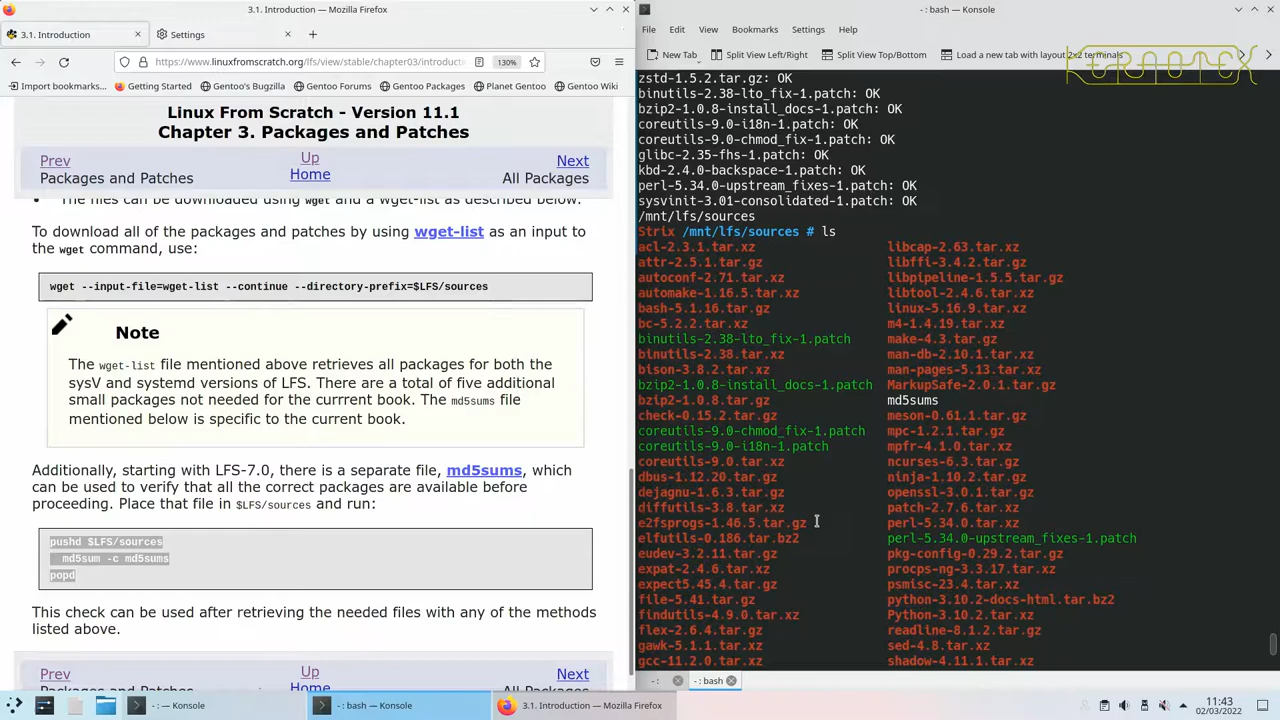 3.1. Introduction — Mozilla Firefox
3.1. Introduction
Settings
https://www.linuxfromscratch.org/lfs/view/stable/chapter03/introducti
130%
Import bookmarks...
Getting Started
Gentoo's Bugzilla
Gentoo Forums
Gentoo Packages
Planet Gentoo
Gentoo Wiki
Linux From Scratch - Version 11.1
Chapter 3. Packages and Patches
Prev
Up
Next
Packages and Patches
Home
All Packages
The files can be downloaded using wget and a wget-list as described below.
To download all of the packages and patches by using wget-list as an input to
the wget command, use:
wget --input-file=wget-list --continue --directory-prefix=$LFS/sources
Note
The wget-list file mentioned above retrieves all packages for both the
sysV and systemd versions of LFS. There are a total of five additional
small packages not needed for the current book. The md5sums file
mentioned below is specific to the current book.
Additionally, starting with LFS-7.0, there is a separate file, md5sums, which
can be used to verify that all the correct packages are available before
proceeding. Place that file in $LFS/sources and run:
pushd $LFS/sources
md5sum -c md5sums
popd
This check can be used after retrieving the needed files with any of the methods
listed above.
Prev
Up
Next
Packages and Patches
Home
All Packages
- : bash — Konsole
File
Edit
View
Bookmarks
Settings
Help
New Tab
Split View Left/Right
Split View Top/Bottom
Load a new tab with layout 2x2 terminals
KERNOTEX
zstd-1.5.2.tar.gz: OK
binutils-2.38-lto_fix-1.patch: OK
bzip2-1.0.8-install_docs-1.patch: OK
coreutils-9.0-i18n-1.patch: OK
coreutils-9.0-chmod_fix-1.patch: OK
glibc-2.35-fhs-1.patch: OK
kbd-2.4.0-backspace-1.patch: OK
perl-5.34.0-upstream_fixes-1.patch: OK
sysvinit-3.01-consolidated-1.patch: OK
/mnt/lfs/sources
Strix /mnt/lfs/sources # ls
acl-2.3.1.tar.xz libcap-2.63.tar.xz
attr-2.5.1.tar.gz libffi-3.4.2.tar.gz
autoconf-2.71.tar.xz libpipeline-1.5.5.tar.gz
automake-1.16.5.tar.xz libtool-2.4.6.tar.xz
bash-5.1.16.tar.gz linux-5.16.9.tar.xz
bc-5.2.2.tar.xz m4-1.4.19.tar.xz
binutils-2.38-lto_fix-1.patch make-4.3.tar.gz
binutils-2.38.tar.xz man-db-2.10.1.tar.xz
bison-3.8.2.tar.xz man-pages-5.13.tar.xz
bzip2-1.0.8-install_docs-1.patch MarkupSafe-2.0.1.tar.gz
bzip2-1.0.8.tar.gz md5sums
check-0.15.2.tar.gz meson-0.61.1.tar.gz
coreutils-9.0-chmod_fix-1.patch mpc-1.2.1.tar.gz
coreutils-9.0-i18n-1.patch mpfr-4.1.0.tar.xz
coreutils-9.0.tar.xz ncurses-6.3.tar.gz
dbus-1.12.20.tar.gz ninja-1.10.2.tar.gz
dejagnu-1.6.3.tar.gz openssl-3.0.1.tar.gz
diffutils-3.8.tar.xz patch-2.7.6.tar.xz
e2fsprogs-1.46.5.tar.gz perl-5.34.0.tar.xz
elfutils-0.186.tar.bz2 perl-5.34.0-upstream_fixes-1.patch
eudev-3.2.11.tar.gz pkg-config-0.29.2.tar.gz
expat-2.4.6.tar.xz procps-ng-3.3.17.tar.xz
expect5.45.4.tar.gz psmisc-23.4.tar.xz
file-5.41.tar.gz python-3.10.2-docs-html.tar.bz2
findutils-4.9.0.tar.xz Python-3.10.2.tar.xz
flex-2.6.4.tar.gz readline-8.1.2.tar.gz
gawk-5.1.1.tar.xz sed-4.8.tar.xz
gcc-11.2.0.tar.xz shadow-4.11.1.tar.xz
- :
- : bash
- : — Konsole
- : bash — Konsole
3.1. Introduction — Mozilla Firefox
11:43
02/03/2022